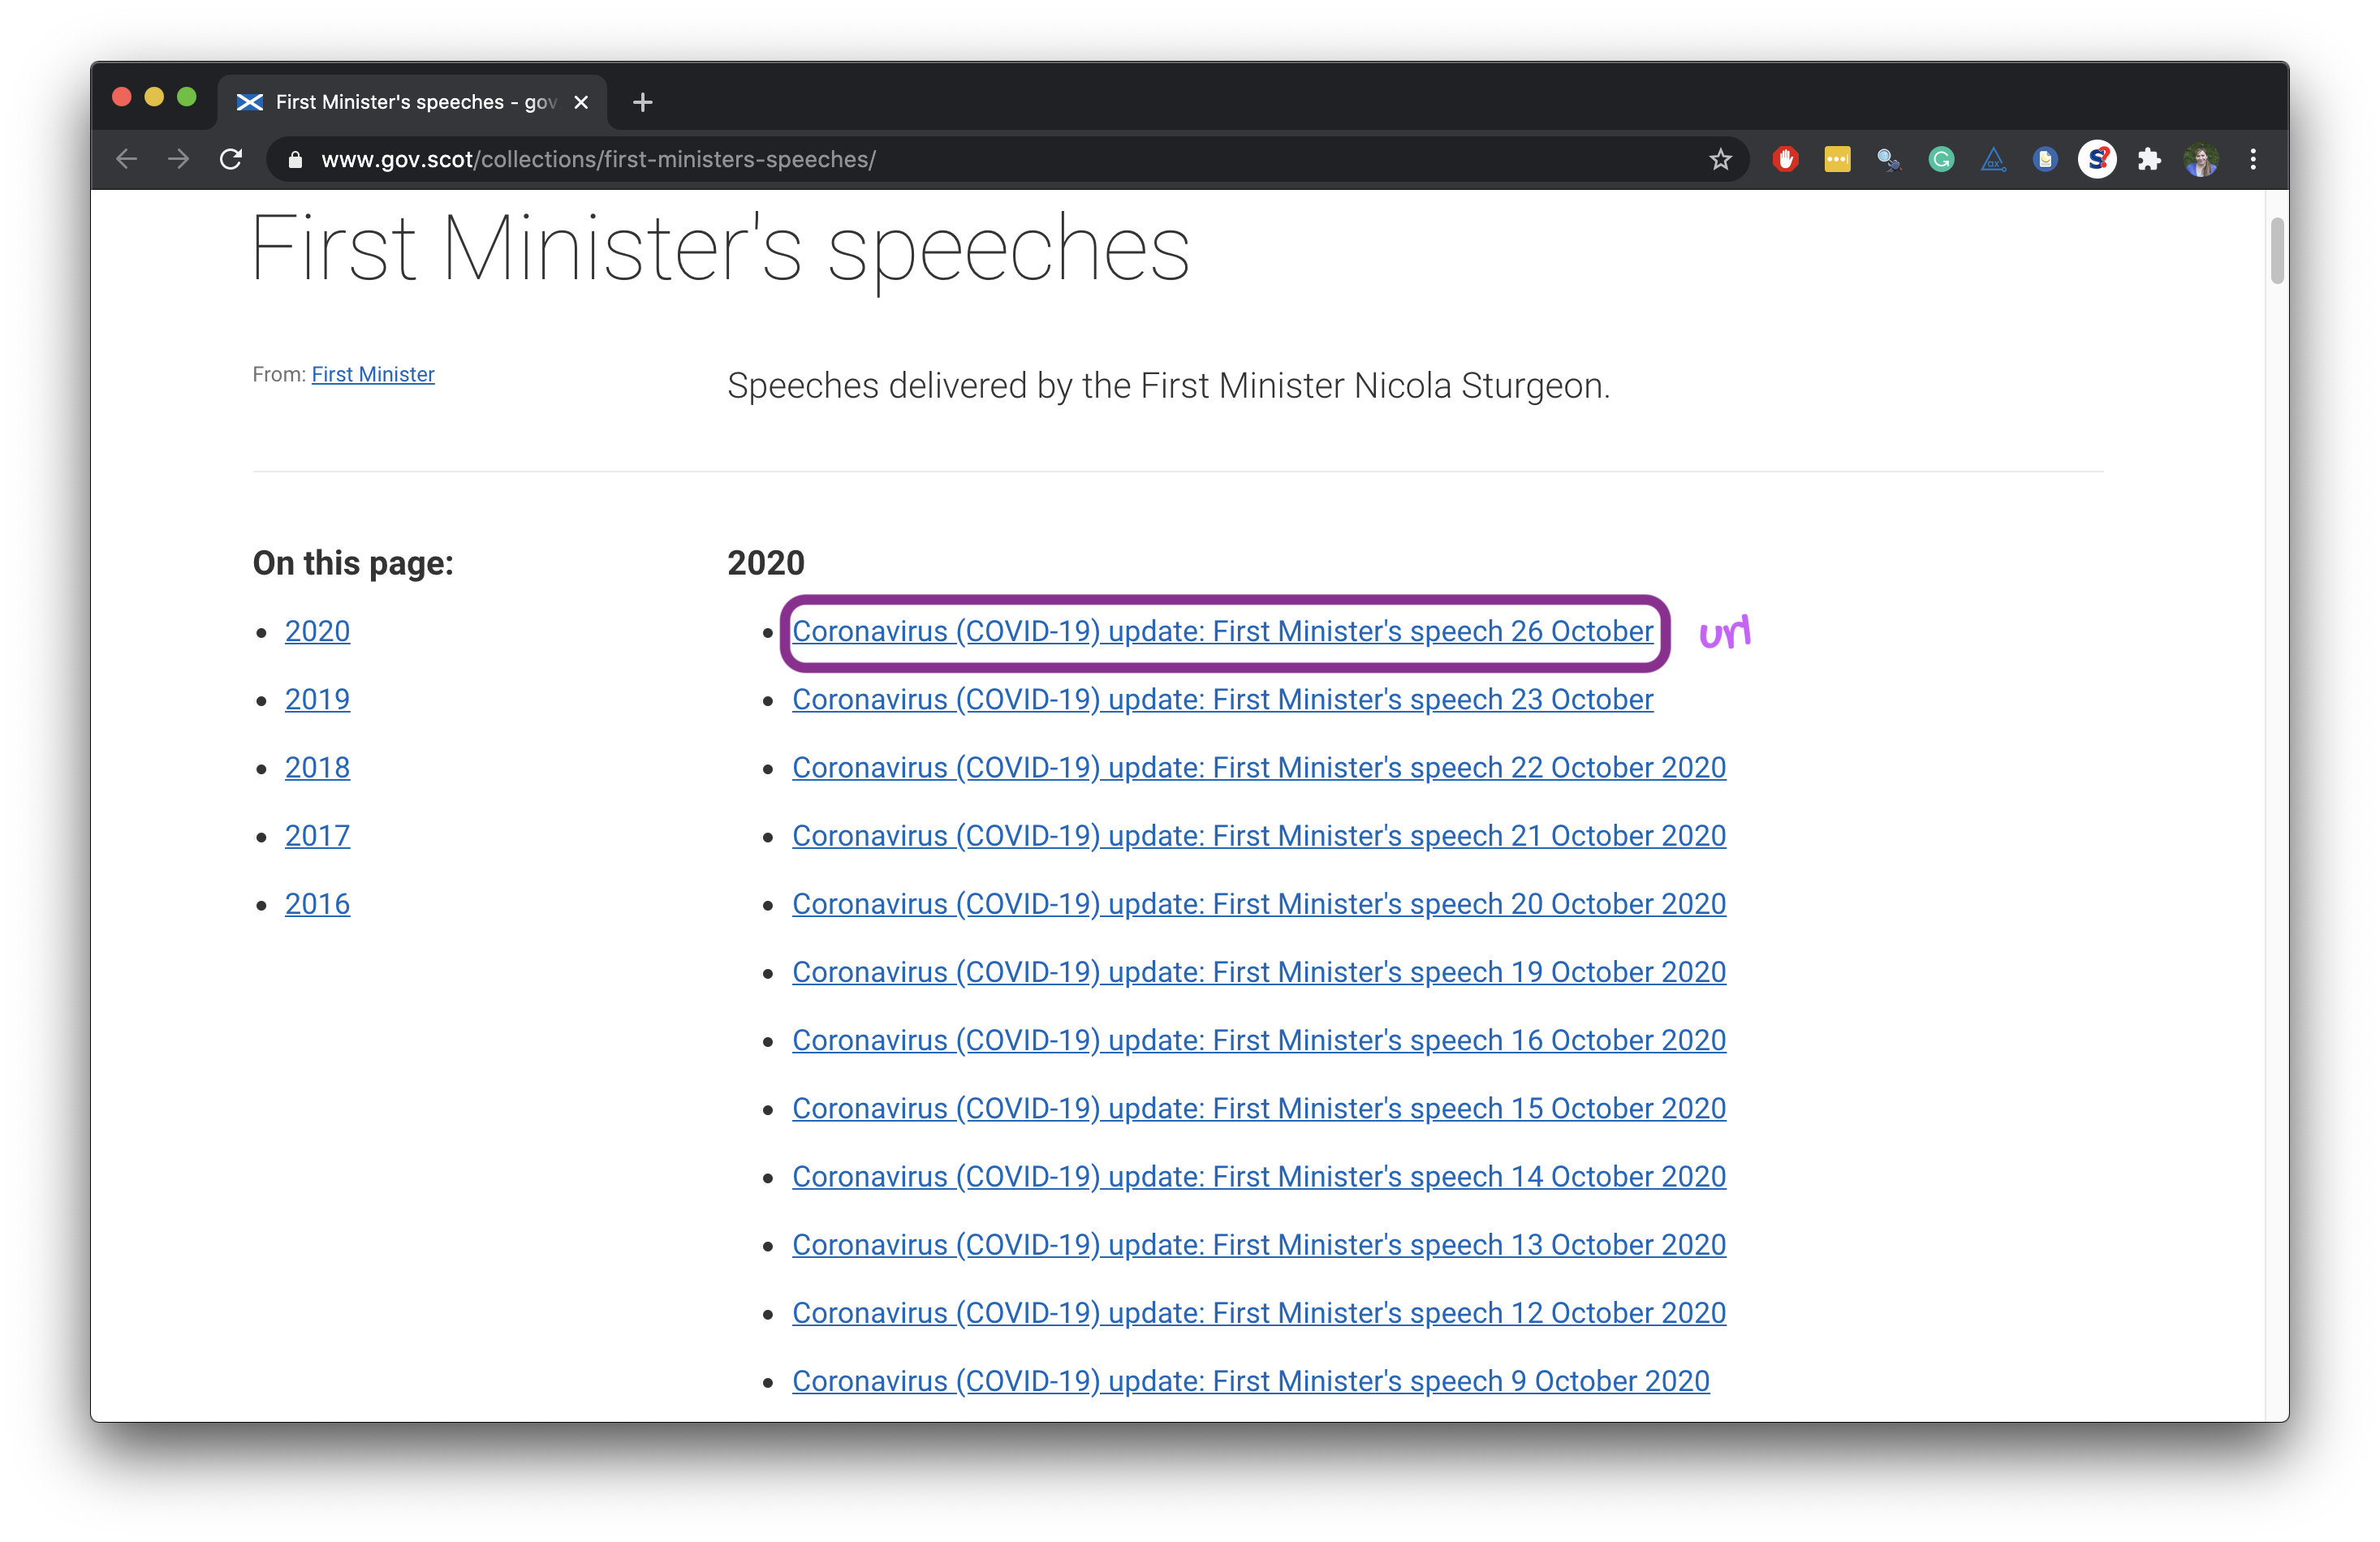 First Minister's speeches - gov
www.gov.scot/collections/first-ministers-speeches/
First Minister's speeches
From: First Minister
Speeches delivered by the First Minister Nicola Sturgeon.
On this page:
2020
2019
2018
2017
2016
2020
Coronavirus (COVID-19) update: First Minister's speech 26 October
url
Coronavirus (COVID-19) update: First Minister's speech 23 October
Coronavirus (COVID-19) update: First Minister's speech 22 October 2020
Coronavirus (COVID-19) update: First Minister's speech 21 October 2020
Coronavirus (COVID-19) update: First Minister's speech 20 October 2020
Coronavirus (COVID-19) update: First Minister's speech 19 October 2020
Coronavirus (COVID-19) update: First Minister's speech 16 October 2020
Coronavirus (COVID-19) update: First Minister's speech 15 October 2020
Coronavirus (COVID-19) update: First Minister's speech 14 October 2020
Coronavirus (COVID-19) update: First Minister's speech 13 October 2020
Coronavirus (COVID-19) update: First Minister's speech 12 October 2020
Coronavirus (COVID-19) update: First Minister's speech 9 October 2020